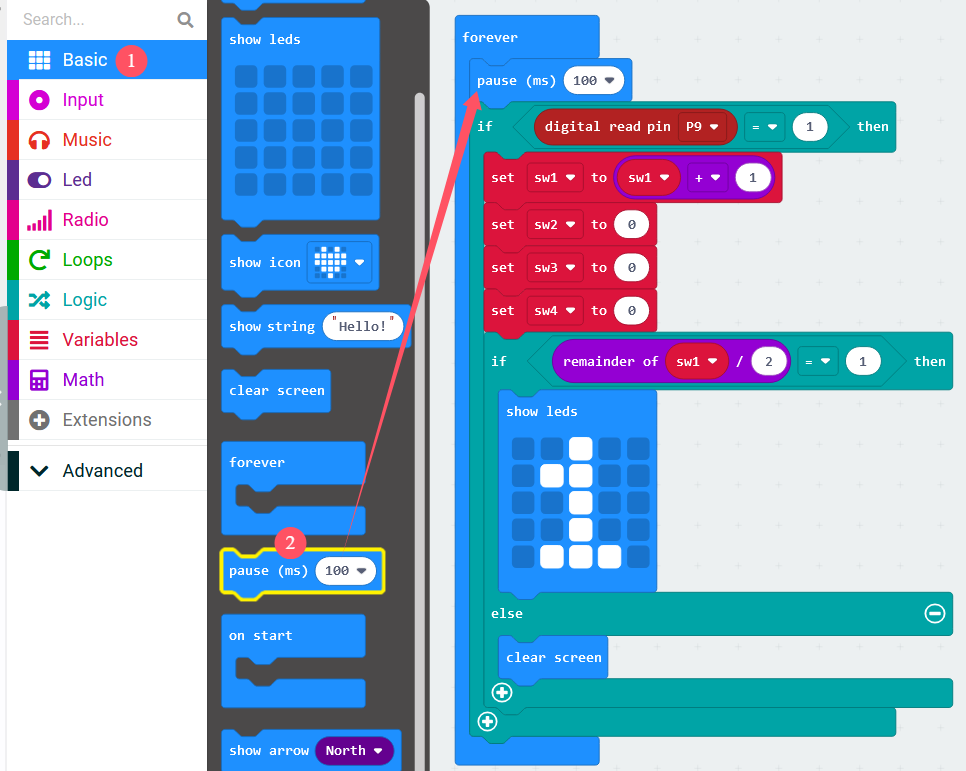 Search...
Basic 1
Input
Music
Led
Radio
Loops
Logic
Variables
Math
Extensions
Advanced
show leds
show icon
show string "Hello!"
clear screen
forever
2
pause (ms) 100
on start
show arrow North
forever
pause (ms) 100
if digital read pin P9 = 1 then
set sw1 to sw1 + 1
set sw2 to 0
set sw3 to 0
set sw4 to 0
if remainder of sw1 / 2 = 1 then
show leds
else
clear screen